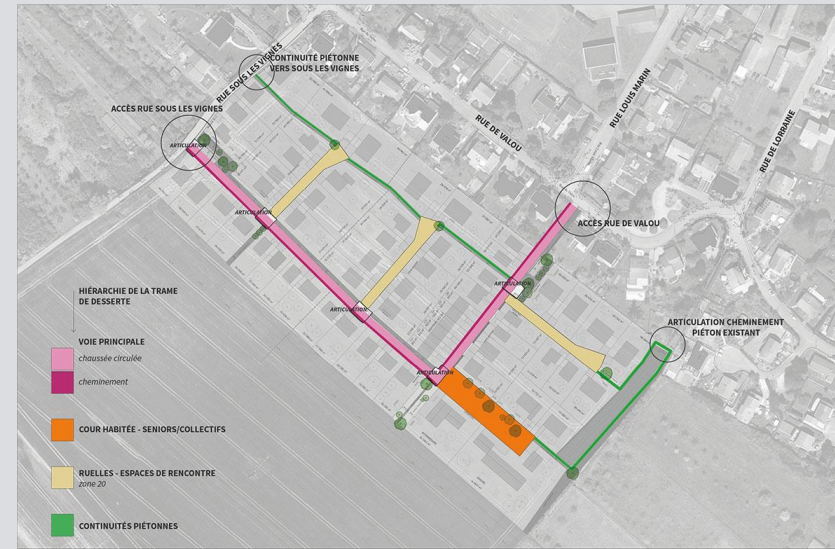 RUE SOUS LES VIGNES
CONTINUITÉ PIÉTONNE
VERS SOUS LES VIGNES
ACCÈS RUE SOUS LES VIGNES
ARTICULATION
RUE DE VALOU
RUE LOUIS MARIN
RUE DE LORRAINE
ARTICULATION
ACCÈS RUE DE VALOU
ARTICULATION
ARTICULATION
ARTICULATION
ARTICULATION CHEMINEMENT
PIÉTON EXISTANT
HIÉRARCHIE DE LA TRAME
DE DESSERTE
VOIE PRINCIPALE
chaussée circulée
cheminement
COUR HABITÉE - SENIORS/COLLECTIFS
RUELLES - ESPACES DE RENCONTRE
zone 20
CONTINUITÉS PIÉTONNES